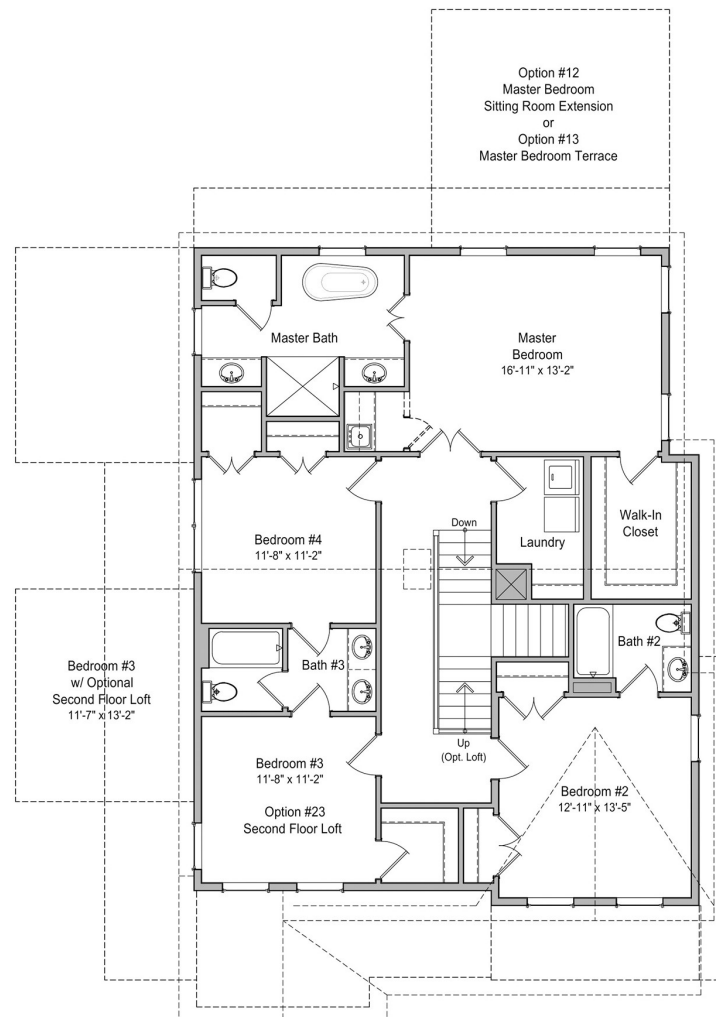 Option #12
Master Bedroom
Sitting Room Extension
or
Option #13
Master Bedroom Terrace
Master Bath
Master
Bedroom
16'-11" x 13'-2"
Down
Laundry
Walk-In
Closet
Bedroom #4
11'-8" x 11'-2"
Bath #2
Bath #3
Bedroom #3
w/ Optional
Second Floor Loft
11'-7" x 13'-2"
Up
(Opt. Loft)
Bedroom #3
11'-8" x 11'-2"
Option #23
Second Floor Loft
Bedroom #2
12'-11" x 13'-5"